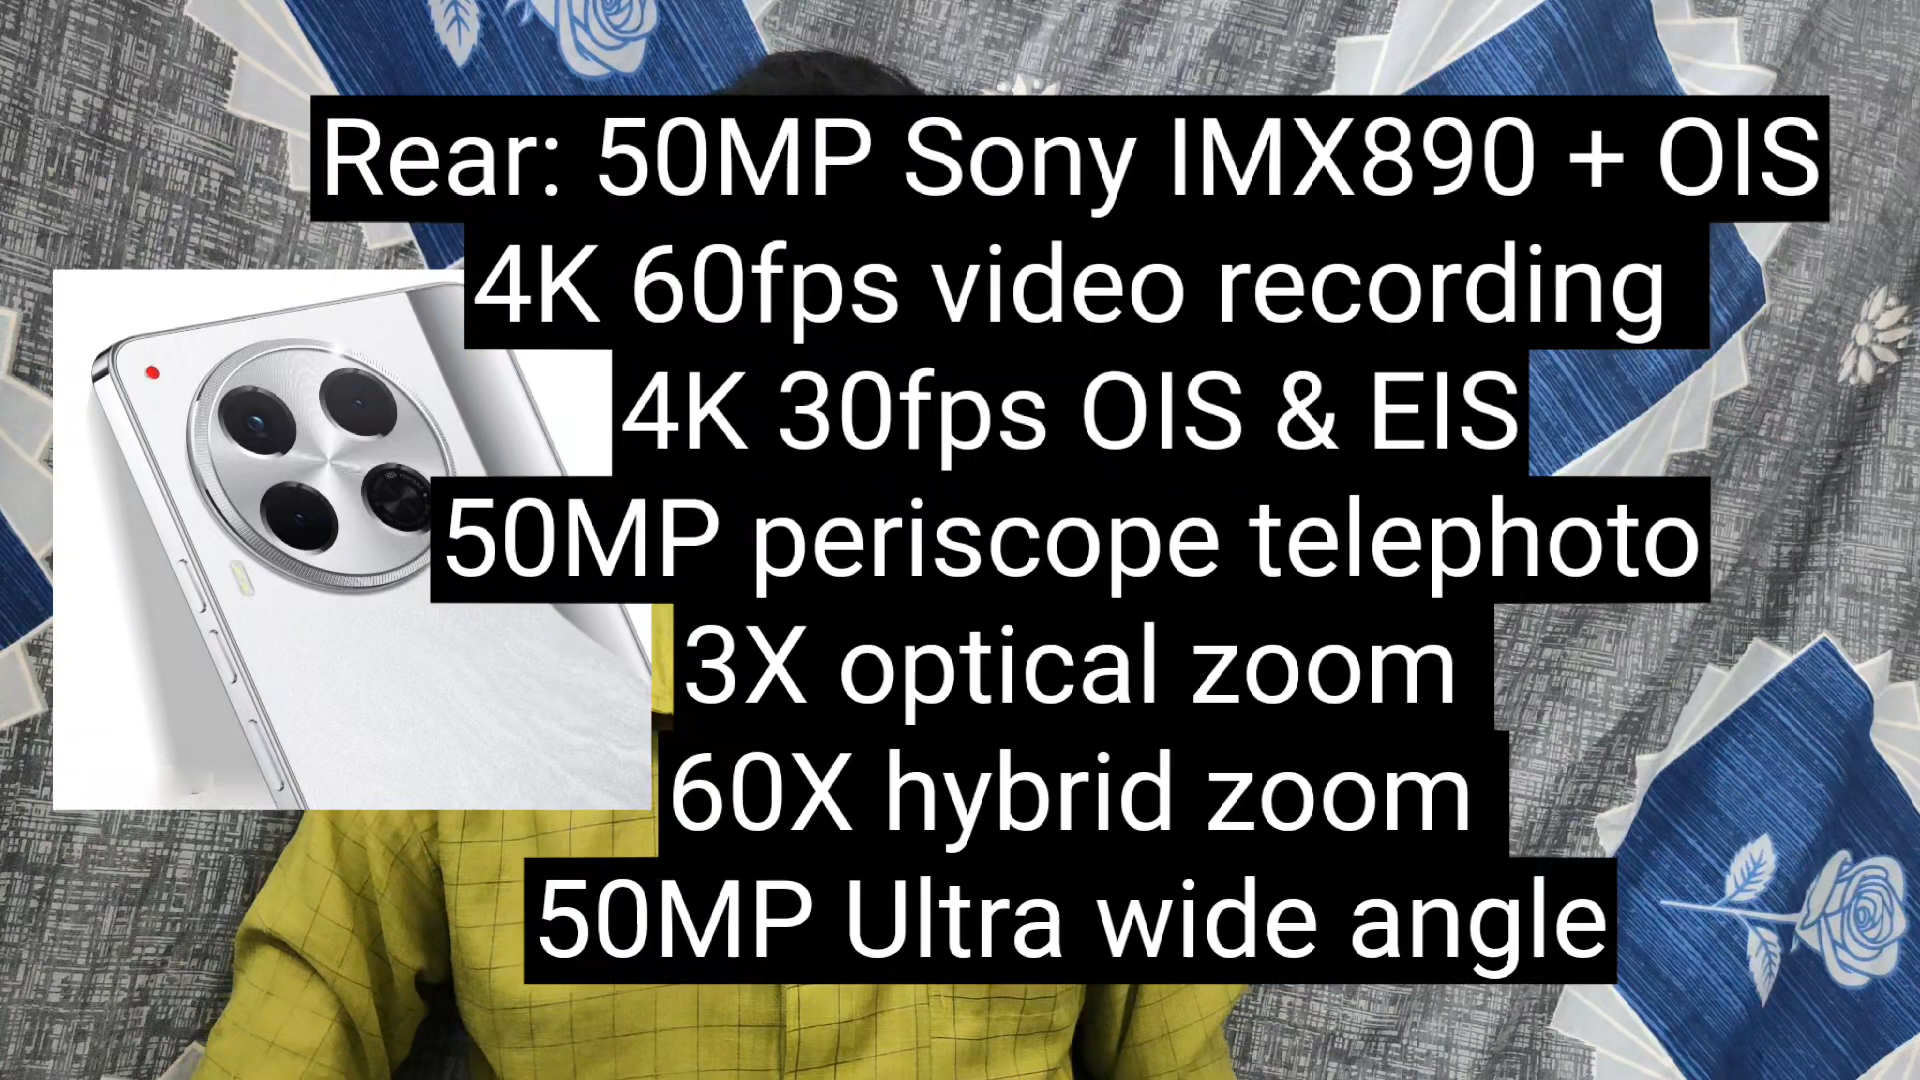 Rear: 50MP Sony IMX890 + OIS
4K 60fps video recording
4K 30fps OIS & EIS
50MP periscope telephoto
3X optical zoom
60X hybrid zoom
50MP Ultra wide angle